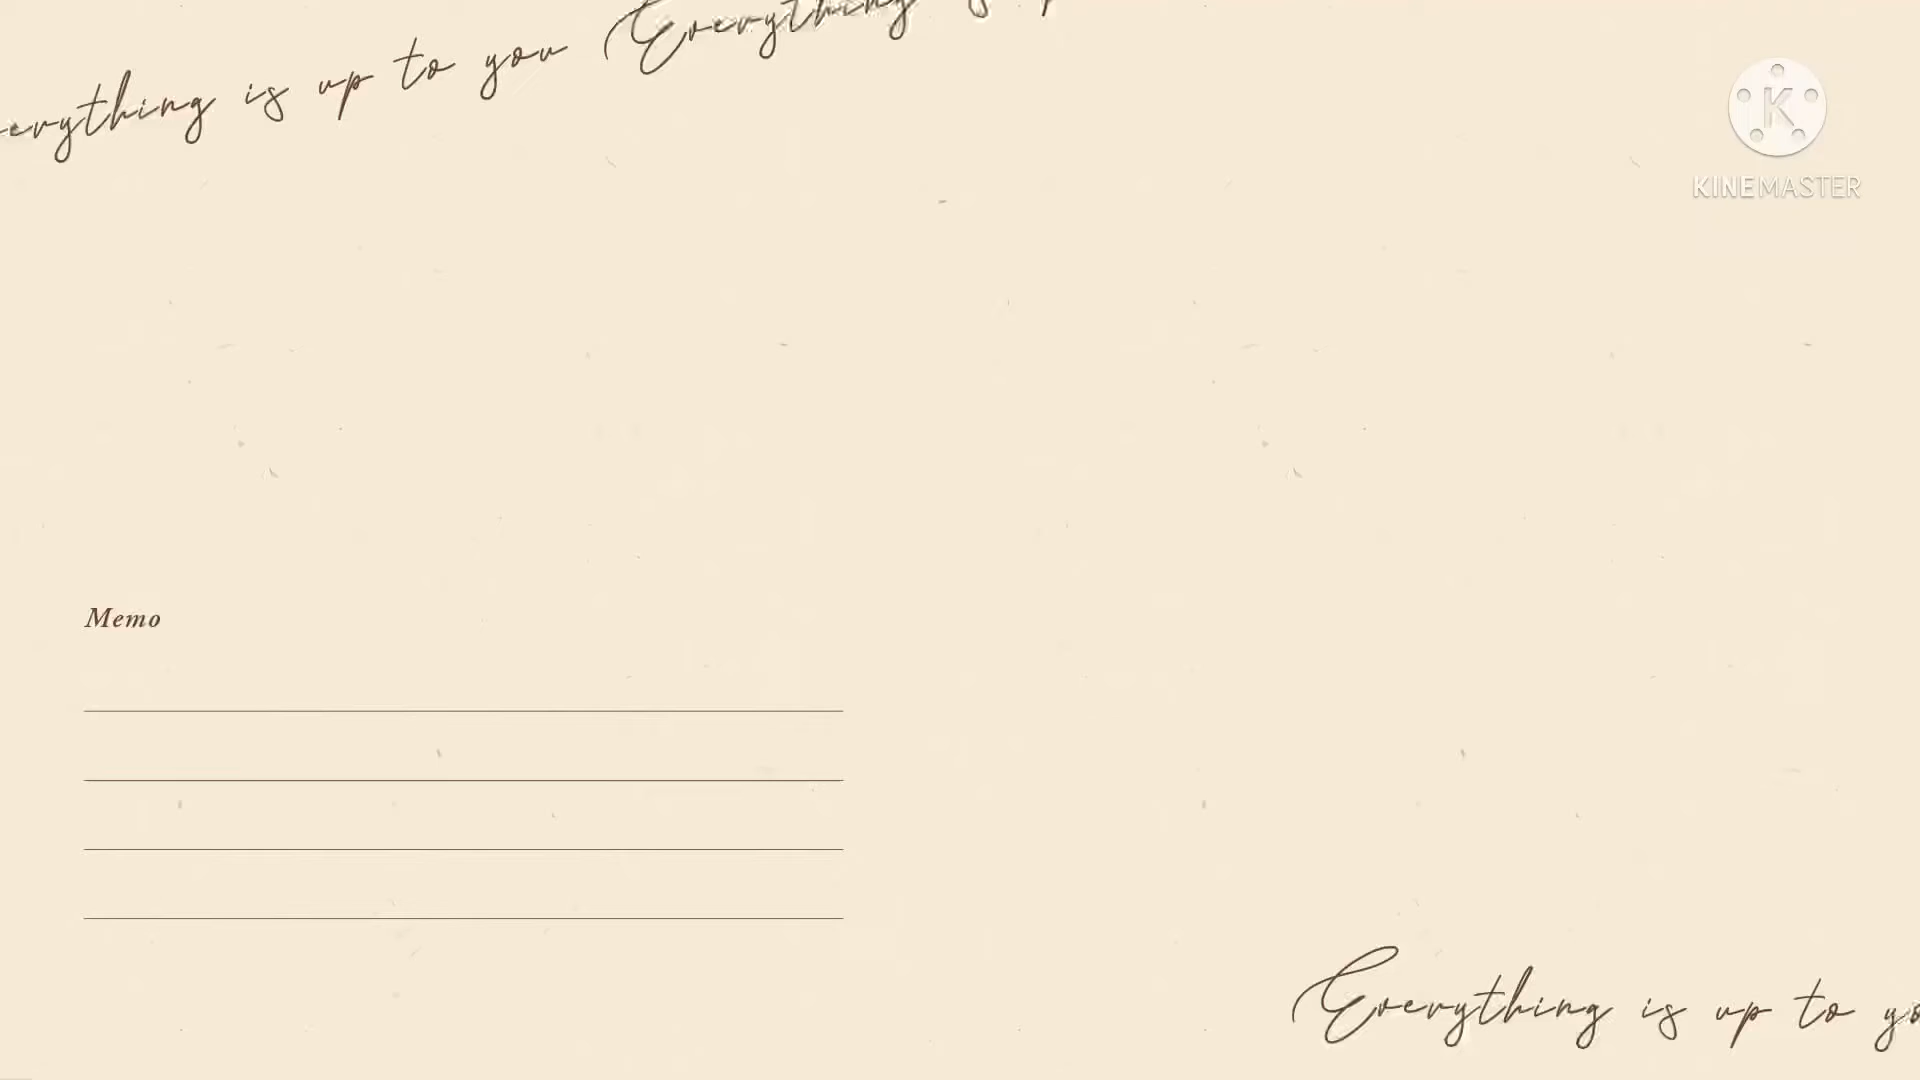 erything is up to you Everything
KINEMASTER
Memo
Everything is up to yo